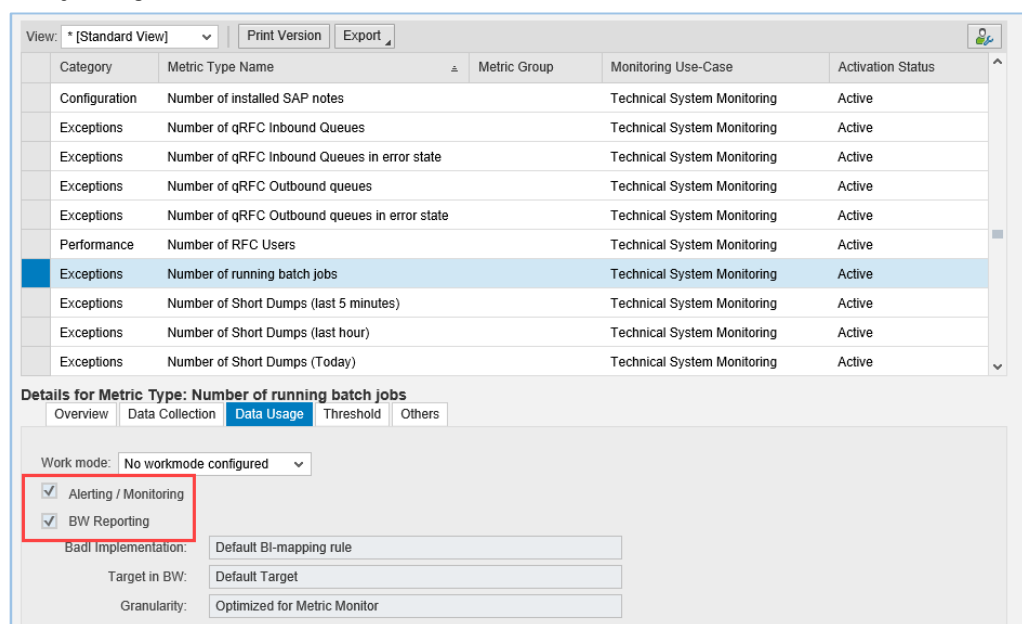 View: * [Standard View] Print Version Export
Category Metric Type Name Metric Group Monitoring Use-Case Activation Status
Configuration Number of installed SAP notes Technical System Monitoring Active
Exceptions Number of qRFC Inbound Queues Technical System Monitoring Active
Exceptions Number of qRFC Inbound Queues in error state Technical System Monitoring Active
Exceptions Number of qRFC Outbound queues Technical System Monitoring Active
Exceptions Number of qRFC Outbound queues in error state Technical System Monitoring Active
Performance Number of RFC Users Technical System Monitoring Active
Exceptions Number of running batch jobs Technical System Monitoring Active
Exceptions Number of Short Dumps (last 5 minutes) Technical System Monitoring Active
Exceptions Number of Short Dumps (last hour) Technical System Monitoring Active
Exceptions Number of Short Dumps (Today) Technical System Monitoring Active
Details for Metric Type: Number of running batch jobs
Overview Data Collection Data Usage Threshold Others
Work mode: No workmode configured
Alerting / Monitoring
BW Reporting
BadI Implementation: Default BI-mapping rule
Target in BW: Default Target
Granularity: Optimized for Metric Monitor